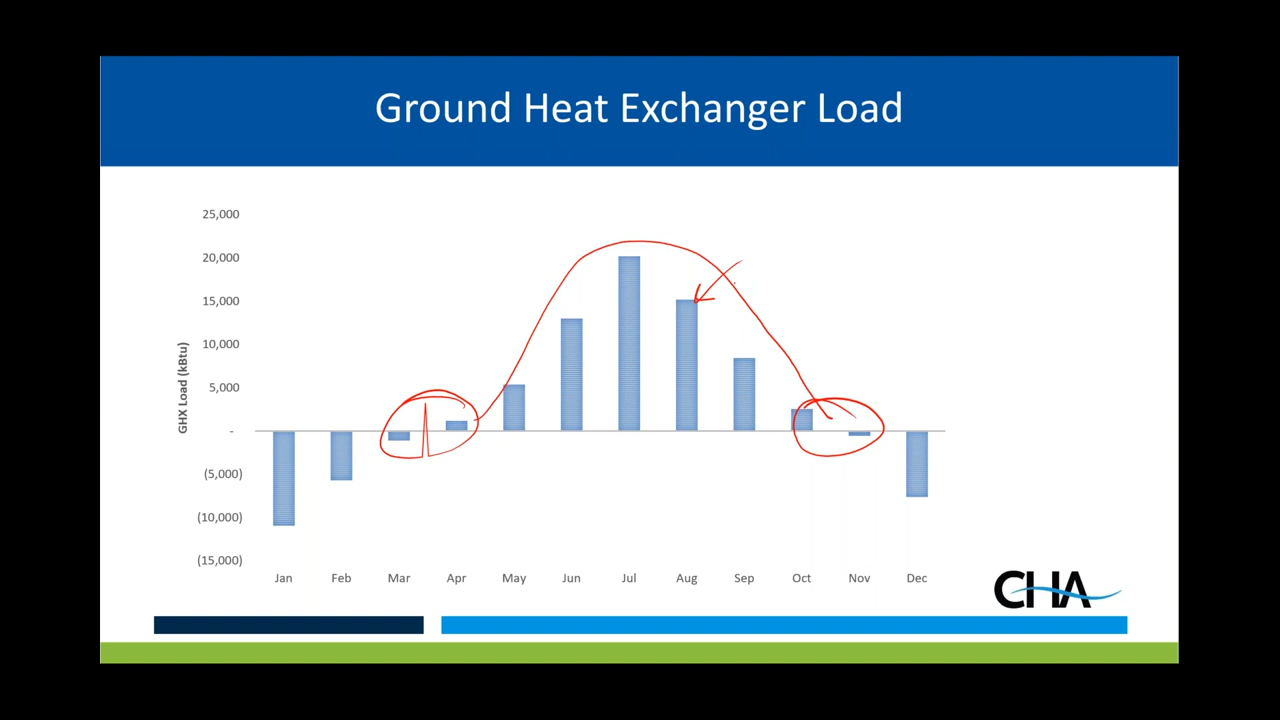 Ground Heat Exchanger Load
25,000
20,000
15,000
10,000
5,000
-
(5,000)
(10,000)
(15,000)
GHX Load (kBtu)
Jan Feb Mar Apr May Jun Jul Aug Sep Oct Nov Dec
CHA